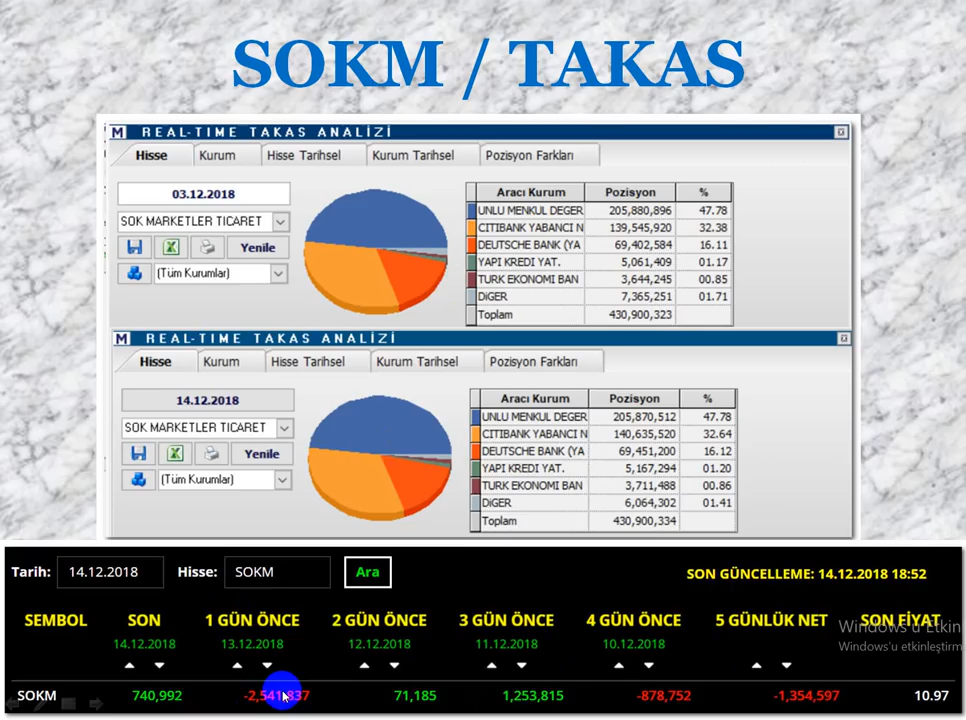 SOKM / TAKAS
M REAL-TIME TAKAS ANALİZİ
Hisse Kurum Hisse Tarihsel Kurum Tarihsel Pozisyon Farkları
03.12.2018
SOK MARKETLER TICARET
Yenile
(Tüm Kurumlar)
Aracı Kurum Pozisyon %
UNLU MENKUL DEGER 205,880,896 47.78
CITIBANK YABANCI N 139,545,920 32.38
DEUTSCHE BANK (YA 69,402,584 16.11
YAPI KREDI YAT. 5,061,409 01.17
TURK EKONOMI BAN 3,644,245 00.85
DiGER 7,365,251 01.71
Toplam 430,900,323
M REAL-TIME TAKAS ANALİZİ
Hisse Kurum Hisse Tarihsel Kurum Tarihsel Pozisyon Farkları
14.12.2018
SOK MARKETLER TICARET
Yenile
(Tüm Kurumlar)
Aracı Kurum Pozisyon %
UNLU MENKUL DEGER 205,870,512 47.78
CITIBANK YABANCI N 140,635,520 32.64
DEUTSCHE BANK (YA 69,451,200 16.12
YAPI KREDI YAT. 5,167,294 01.20
TURK EKONOMI BAN 3,711,488 00.86
DiGER 6,064,302 01.41
Toplam 430,900,334
Tarih: 14.12.2018 Hisse: SOKM Ara SON GÜNCELLEME: 14.12.2018 18:52
SEMBOL SON 1 GÜN ÖNCE 2 GÜN ÖNCE 3 GÜN ÖNCE 4 GÜN ÖNCE 5 GÜNLÜK NET SON FİYAT
Windows'u Etkin
14.12.2018 13.12.2018 12.12.2018 11.12.2018 10.12.2018
Windows'u etkinleştirm
SOKM 740,992 -2,541,837 71,185 1,253,815 -878,752 -1,354,597 10.97